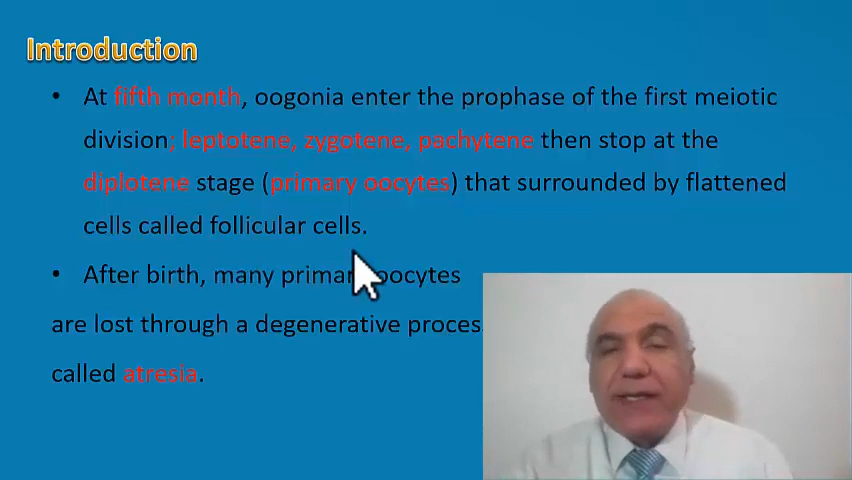 Introduction
• At fifth month, oogonia enter the prophase of the first meiotic
division; leptotene, zygotene, pachytene then stop at the
diplotene stage (primary oocytes) that surrounded by flattened
cells called follicular cells.
• After birth, many primary oocytes
are lost through a degenerative proces
called atresia.